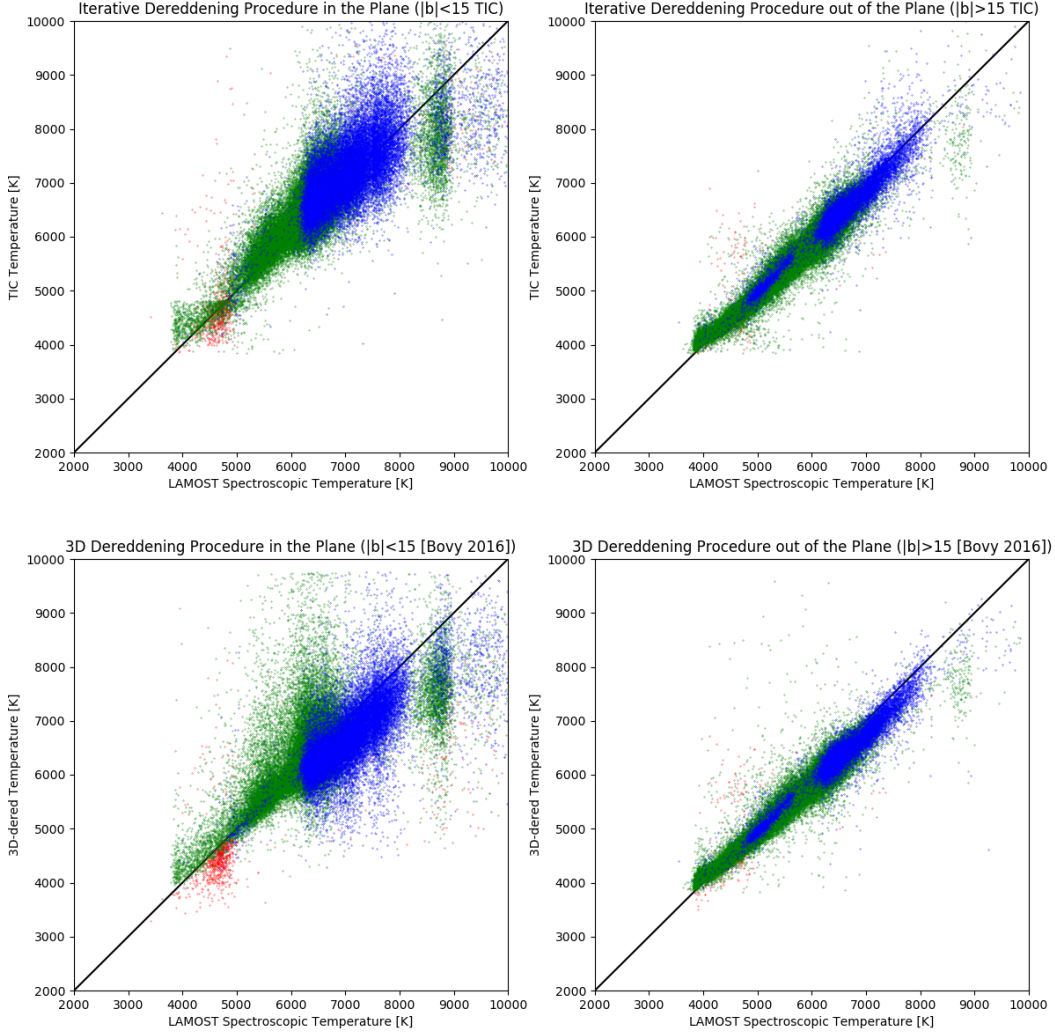 Iterative Dereddening Procedure in the Plane (|b|<15 TIC)
10000
9000
8000
7000
6000
5000
4000
3000
2000
TIC Temperature [K]
2000 3000 4000 5000 6000 7000 8000 9000 10000
LAMOST Spectroscopic Temperature [K]
Iterative Dereddening Procedure out of the Plane (|b|>15 TIC)
10000
9000
8000
7000
6000
5000
4000
3000
2000
TIC Temperature [K]
2000 3000 4000 5000 6000 7000 8000 9000 10000
LAMOST Spectroscopic Temperature [K]
3D Dereddening Procedure in the Plane (|b|<15 [Bovy 2016])
10000
9000
8000
7000
6000
5000
4000
3000
2000
3D-dered Temperature [K]
2000 3000 4000 5000 6000 7000 8000 9000 10000
LAMOST Spectroscopic Temperature [K]
3D Dereddening Procedure out of the Plane (|b|>15 [Bovy 2016])
10000
9000
8000
7000
6000
5000
4000
3000
2000
3D-dered Temperature [K]
2000 3000 4000 5000 6000 7000 8000 9000 10000
LAMOST Spectroscopic Temperature [K]